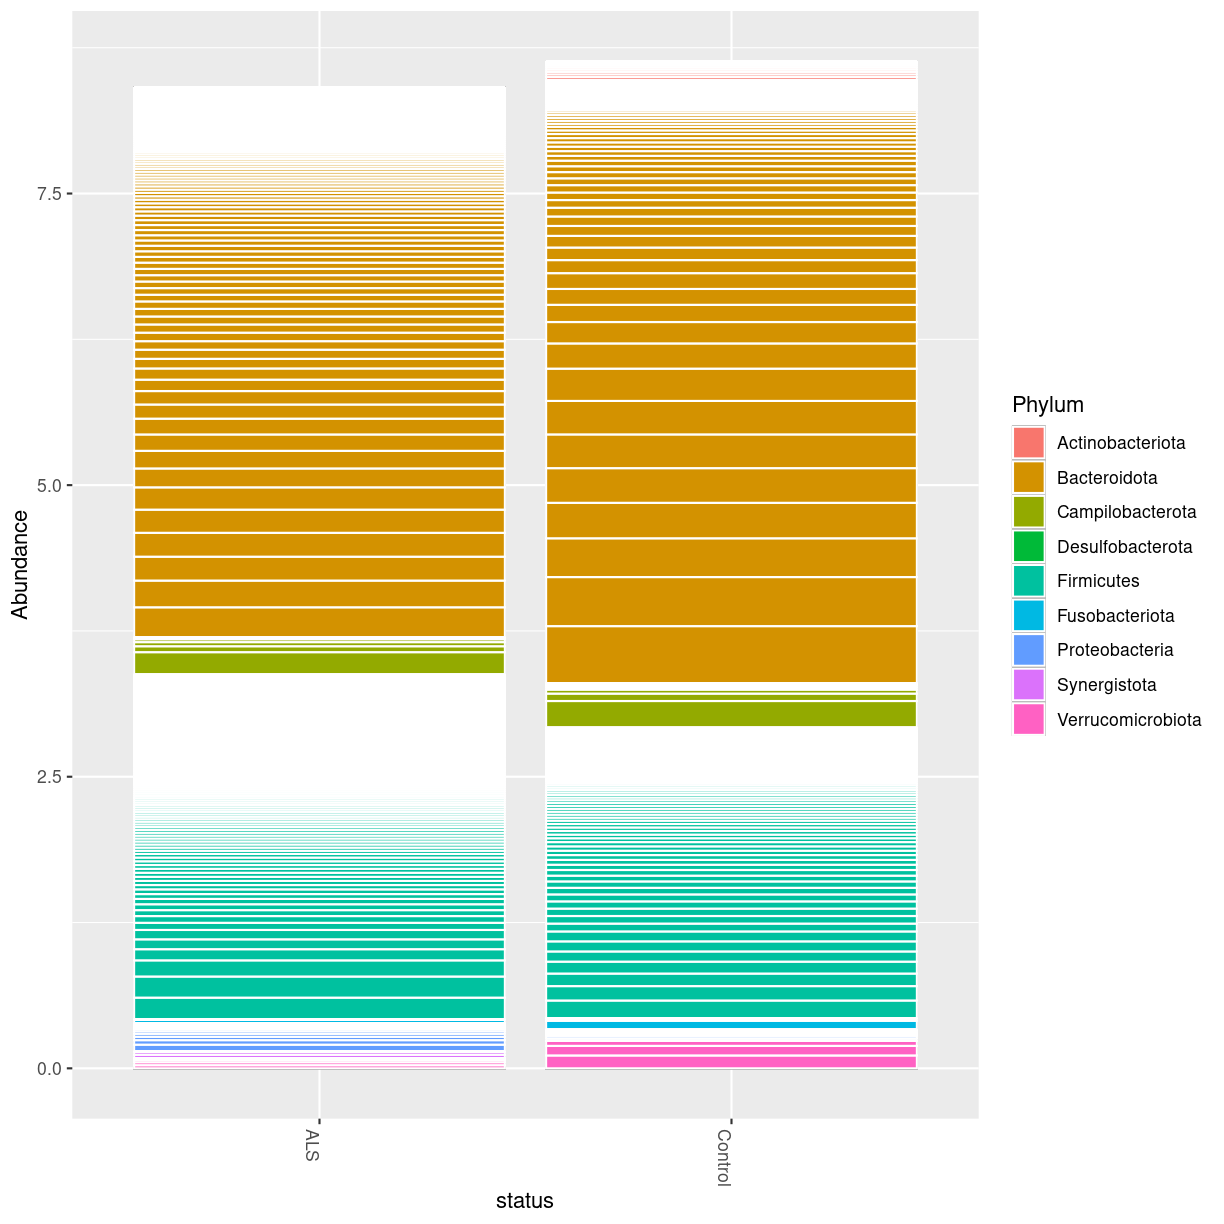 7.5
5.0
2.5
0.0
Abundance
ALS
Control
status
Phylum
Actinobacteriota
Bacteroidota
Campilobacterota
Desulfobacterota
Firmicutes
Fusobacteriota
Proteobacteria
Synergistota
Verrucomicrobiota